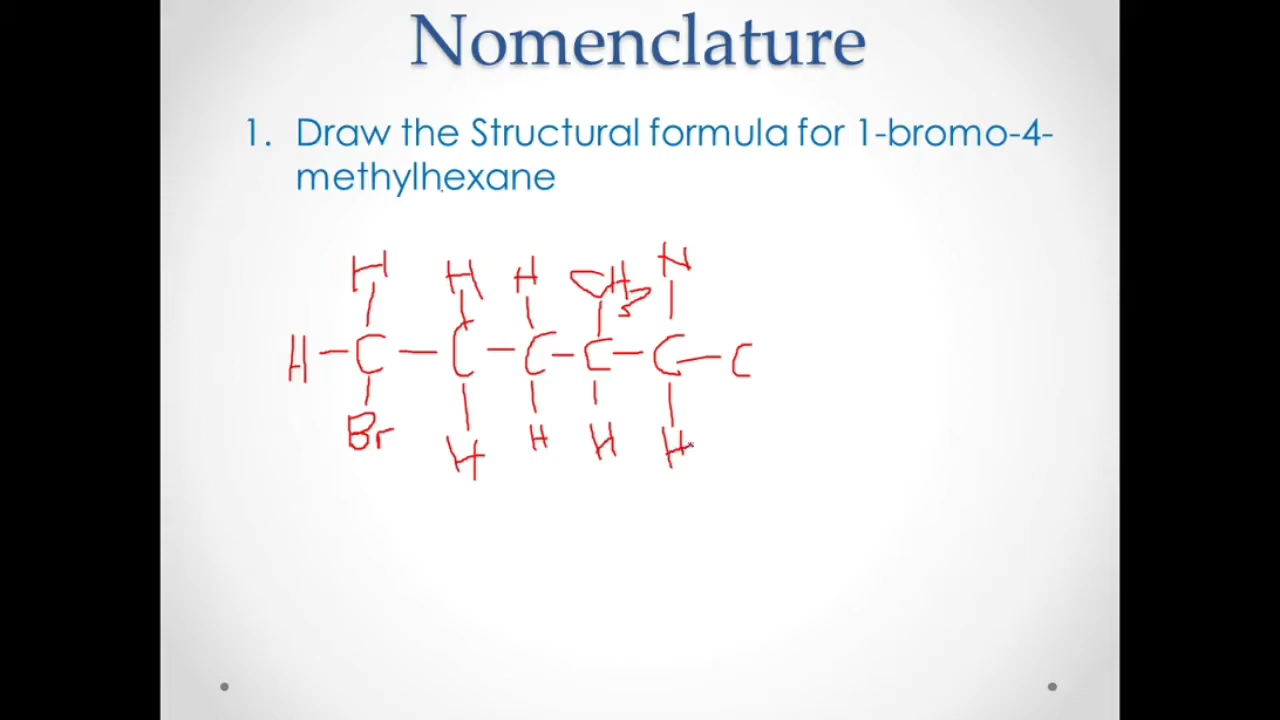 Nomenclature
1. Draw the Structural formula for 1-bromo-4-
methylhexane
H H H CH3 H
H - C - C - C - C - C - C
Br H H H H